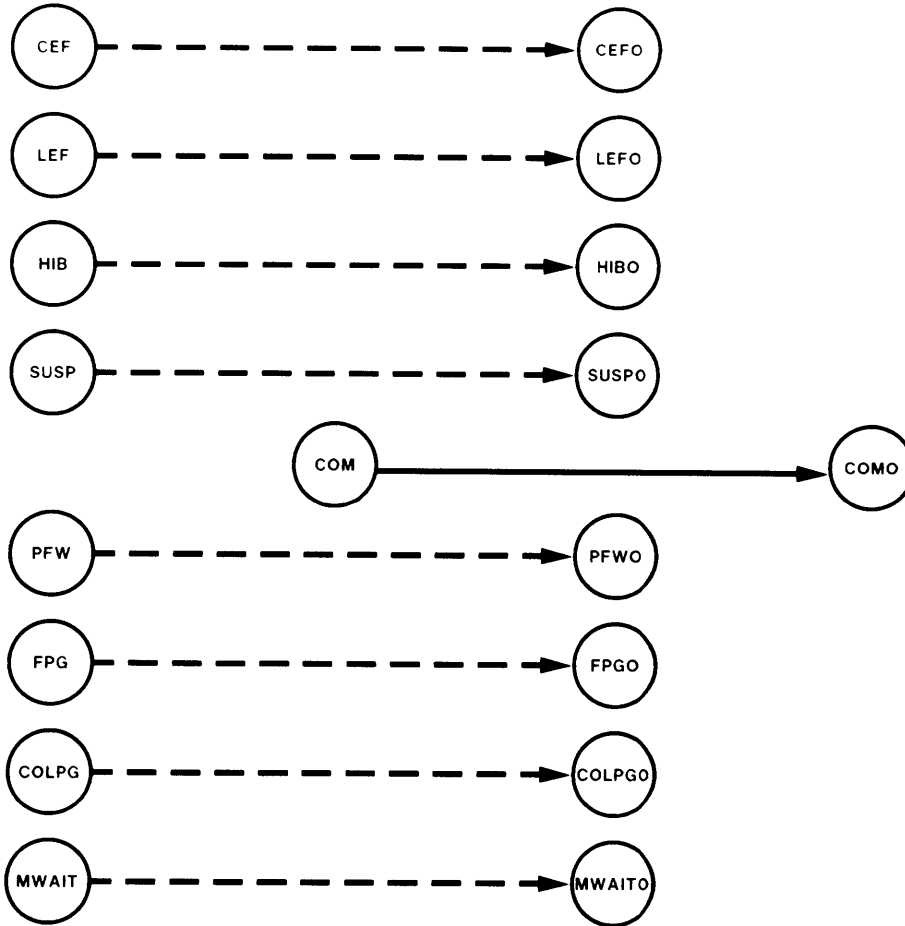 CEF CEFO
LEF LEFO
HIB HIBO
SUSP SUSPO
COM COMO
PFW PFWO
FPG FPGO
COLPG COLPGO
MWAIT MWAITO